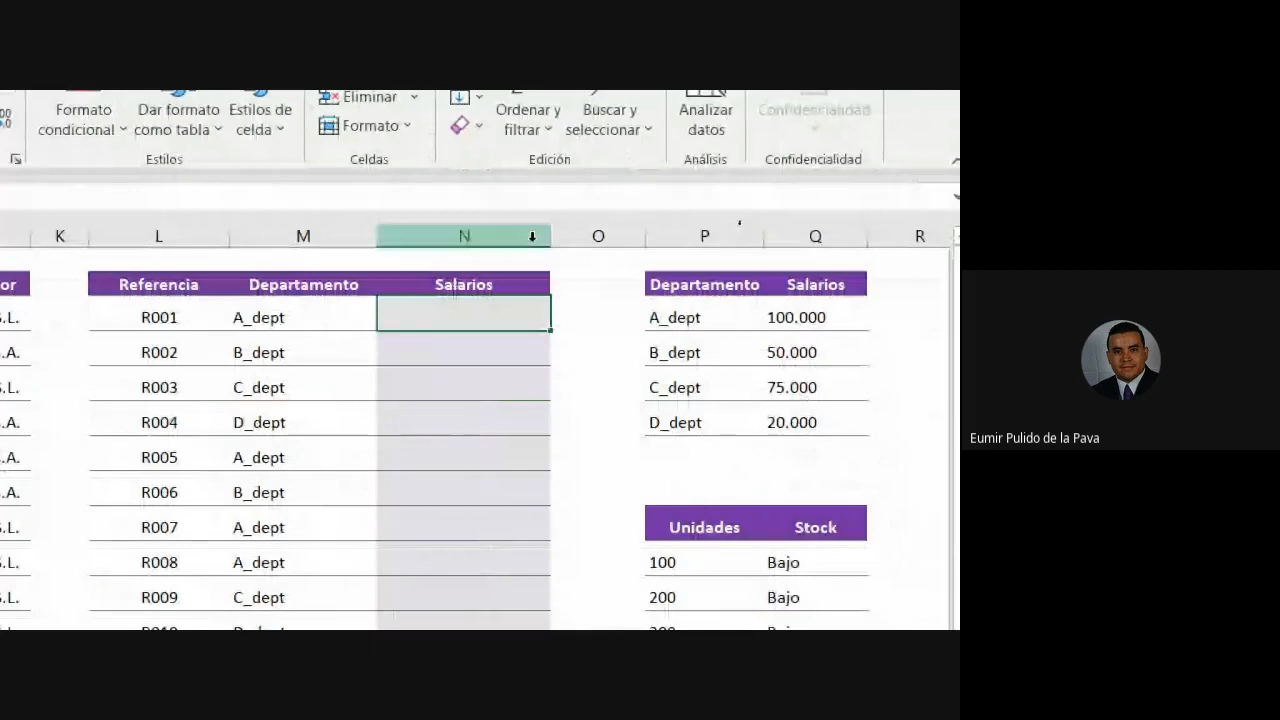 Formato
condicional
Dar formato
como tabla
Estilos de
celda
Estilos
Eliminar
Formato
Celdas
Ordenar y
filtrar
Buscar y
seleccionar
Edición
Analizar
datos
Análisis
Confidencialidad
Confidencialidad
K L M N O P Q R
or Referencia Departamento Salarios Departamento Salarios
S.L. R001 A_dept A_dept 100.000
.A. R002 B_dept B_dept 50.000
S.L. R003 C_dept C_dept 75.000
.A. R004 D_dept D_dept 20.000
.A. R005 A_dept
.A. R006 B_dept
S.L. R007 A_dept Unidades Stock
S.L. R008 A_dept 100 Bajo
S.L. R009 C_dept 200 Bajo
Eumir Pulido de la Pava